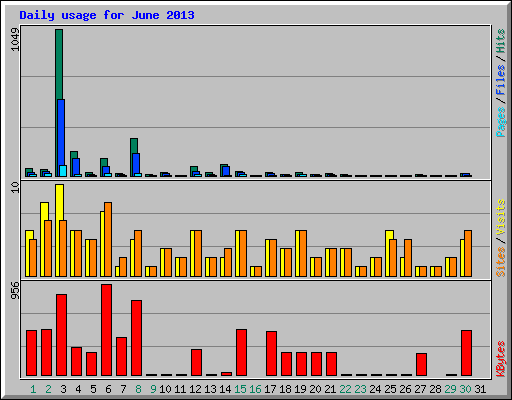 Daily usage for June 2013
1049
Pages / Files / Hits
10
Sites / Visits
956
KBytes
1 2 3 4 5 6 7 8 9 10 11 12 13 14 15 16 17 18 19 20 21 22 23 24 25 26 27 28 29 30 31